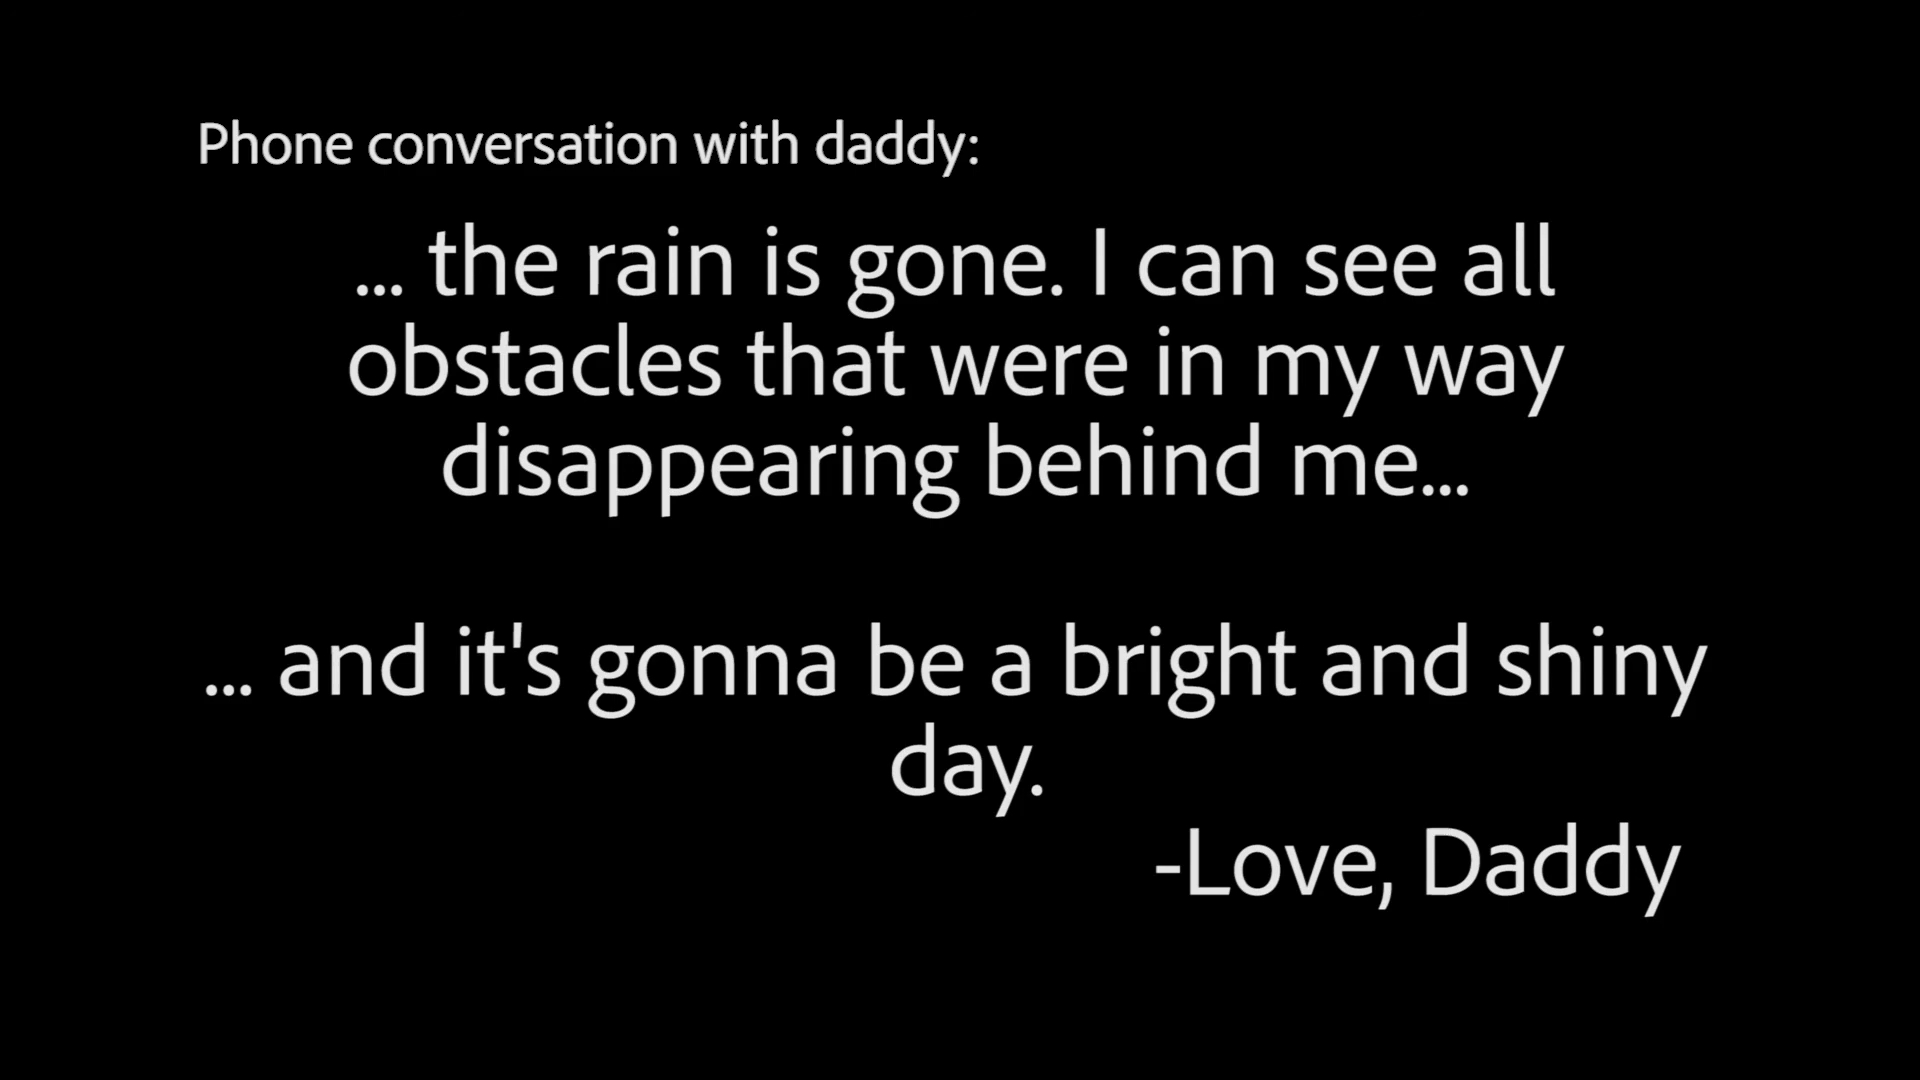 Phone conversation with daddy:
... the rain is gone. I can see all
obstacles that were in my way
disappearing behind me...
... and it's gonna be a bright and shiny
day.
-Love, Daddy